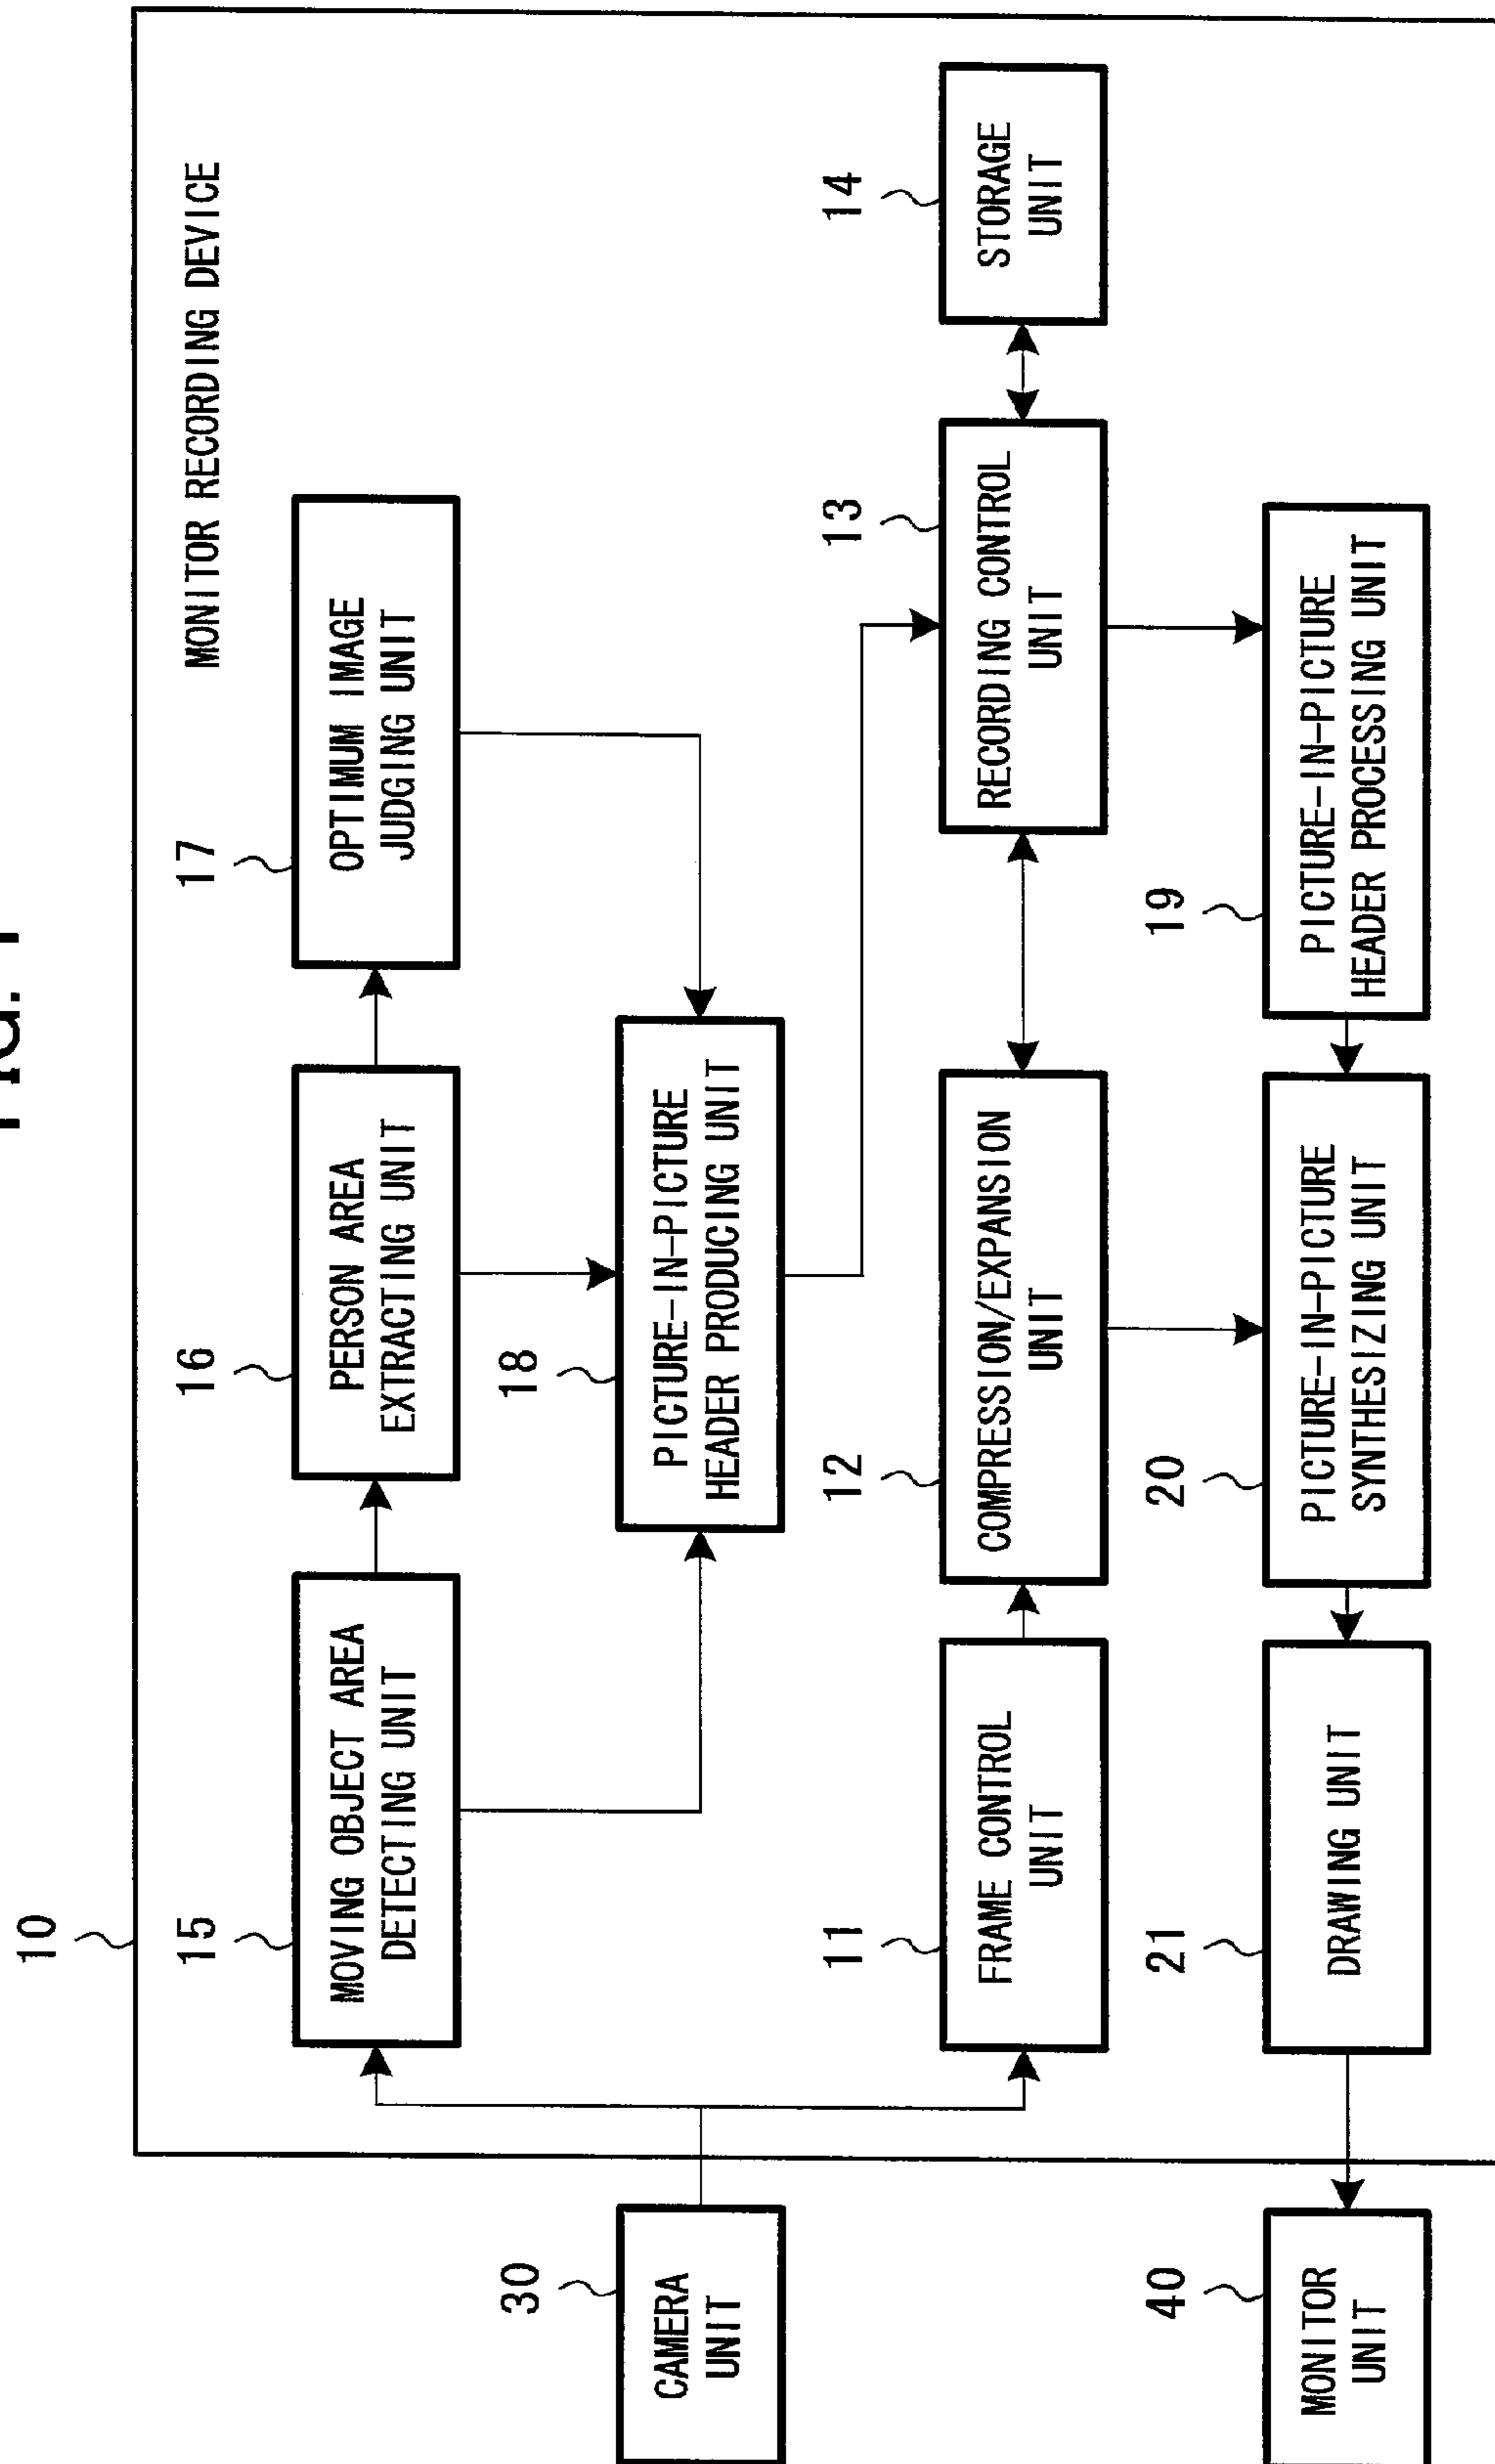 FIG. 1
10
MONITOR RECORDING DEVICE
15
MOVING OBJECT AREA
DETECTING UNIT
16
PERSON AREA
EXTRACTING UNIT
17
OPTIMUM IMAGE
JUDGING UNIT
30
CAMERA
UNIT
18
PICTURE-IN-PICTURE
HEADER PRODUCING UNIT
11
FRAME CONTROL
UNIT
12
COMPRESSION/EXPANSION
UNIT
13
RECORDING CONTROL
UNIT
14
STORAGE
UNIT
40
MONITOR
UNIT
21
DRAWING UNIT
20
PICTURE-IN-PICTURE
SYNTHESIZING UNIT
19
PICTURE-IN-PICTURE
HEADER PROCESSING UNIT